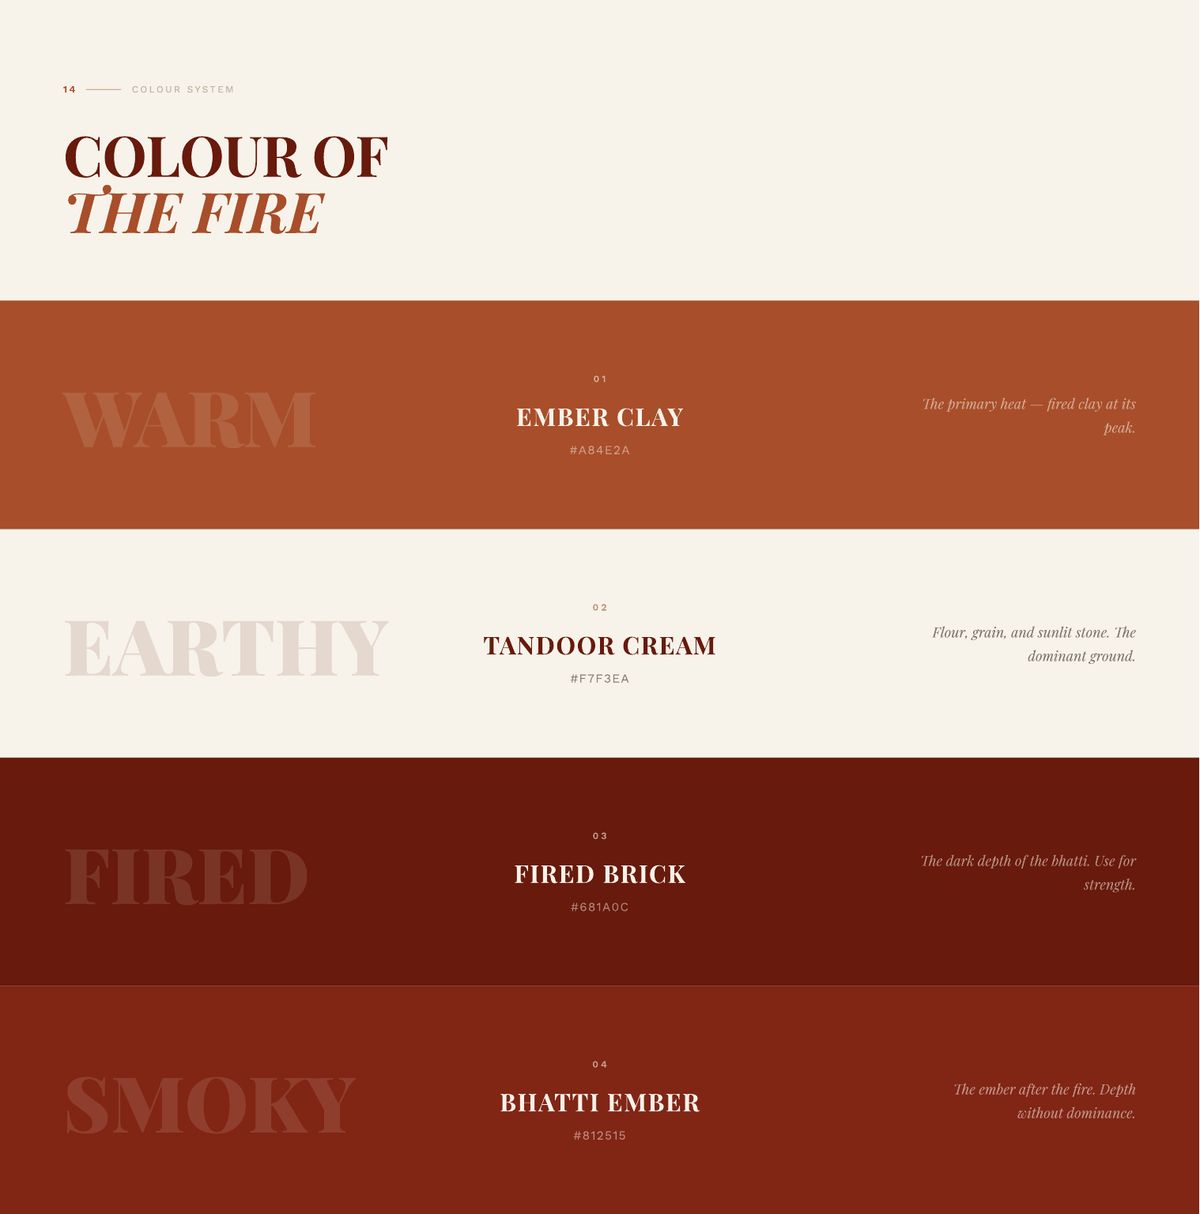 14 COLOUR SYSTEM
COLOUR OF
THE FIRE
WARM
01
EMBER CLAY
#A84E2A
The primary heat — fired clay at its
peak.
EARTHY
02
TANDOOR CREAM
#F7F3EA
Flour, grain, and sunlit stone. The
dominant ground.
FIRED
03
FIRED BRICK
#681A0C
The dark depth of the bhatti. Use for
strength.
SMOKY
04
BHATTI EMBER
#812515
The ember after the fire. Depth
without dominance.